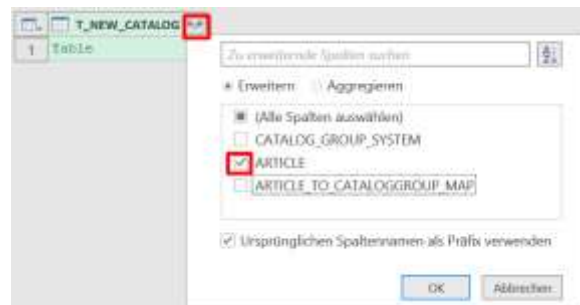 T_NEW_CATALOG
1 Table
Zu erweiternde Spalten suchen
Erweitern Aggregieren
(Alle Spalten auswählen)
CATALOG_GROUP_SYSTEM
ARTICLE
ARTICLE_TO_CATALOGGROUP_MAP
Ursprünglichen Spaltennamen als Präfix verwenden
OK Abbrechen